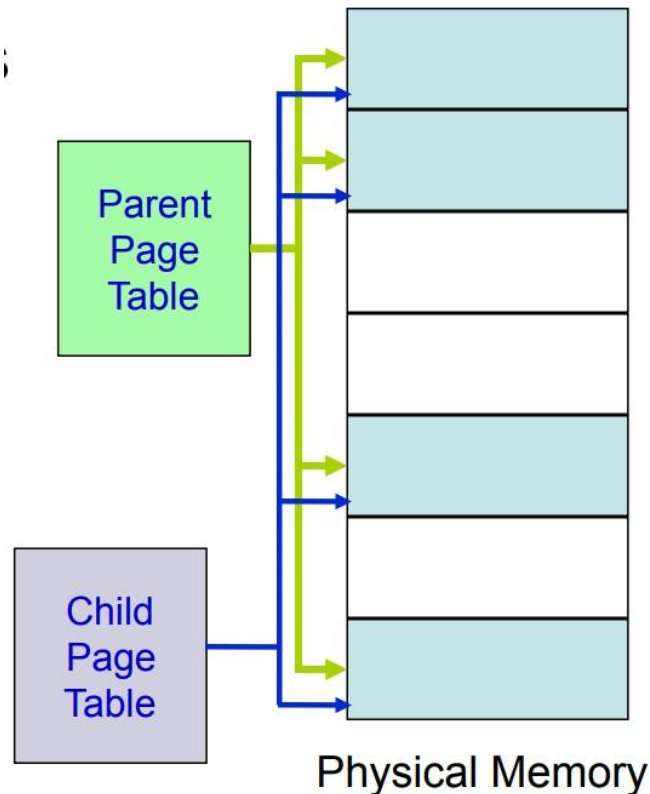 s
Parent
Page
Table
Child
Page
Table
Physical Memory